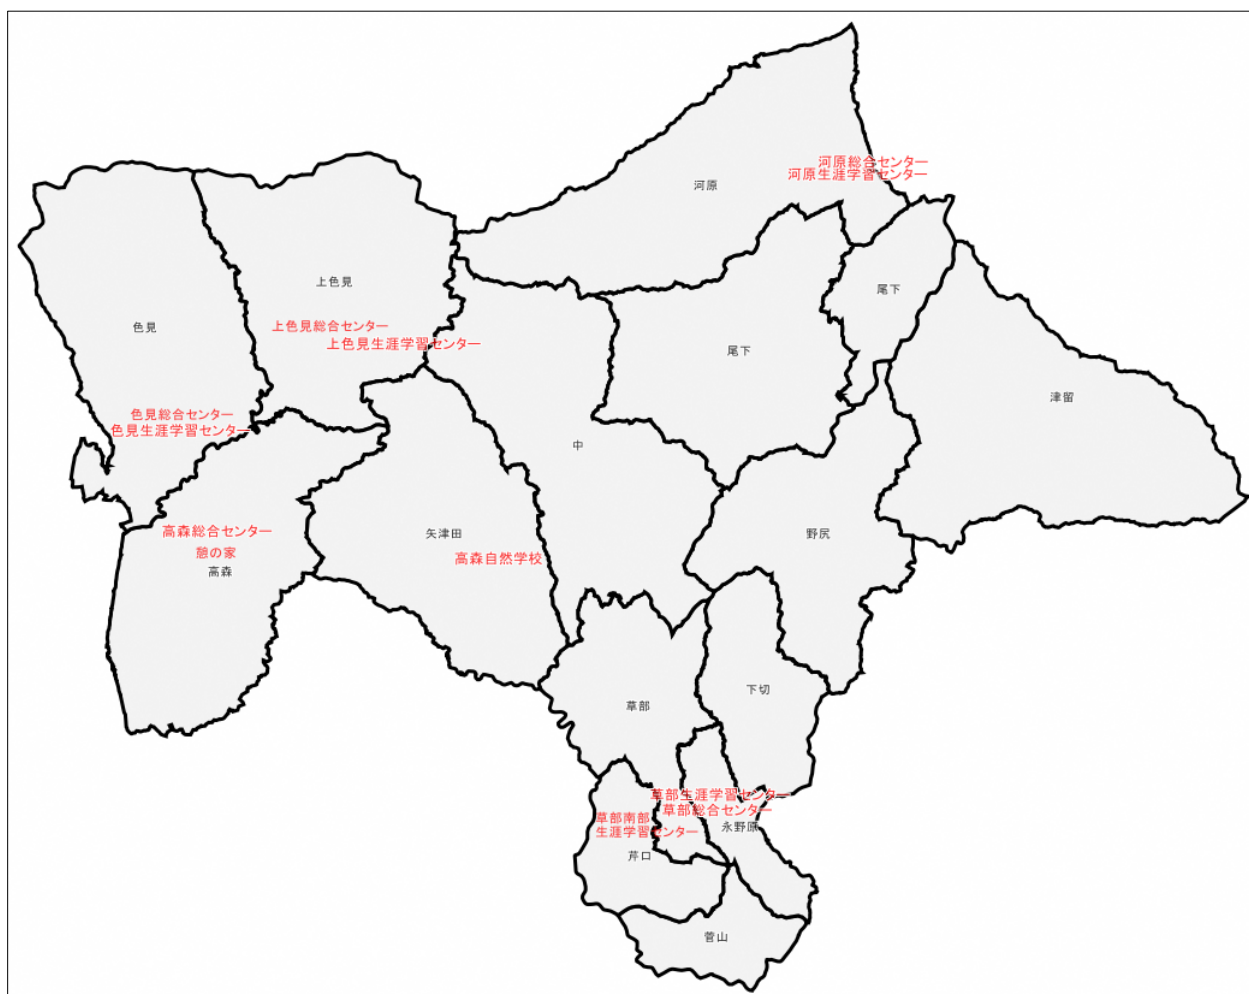 河原総合センター
河原生涯学習センター
河原
上色見
尾下
色見
上色見総合センター
上色見生涯学習センター
尾下
津留
色見総合センター
色見生涯学習センター
中
高森総合センター
憩の家
高森
矢津田
高森自然学校
野尻
下切
草部
草部生涯学習センター
草部総合センター
草部南部
生涯学習センター
永野原
芹口
菅山